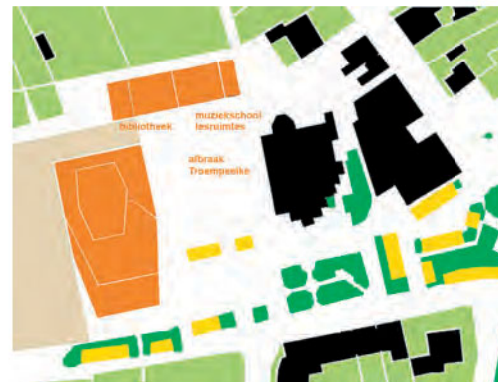 muziekschool
bibliotheek lesruimtes
afbraak
Troempeelke